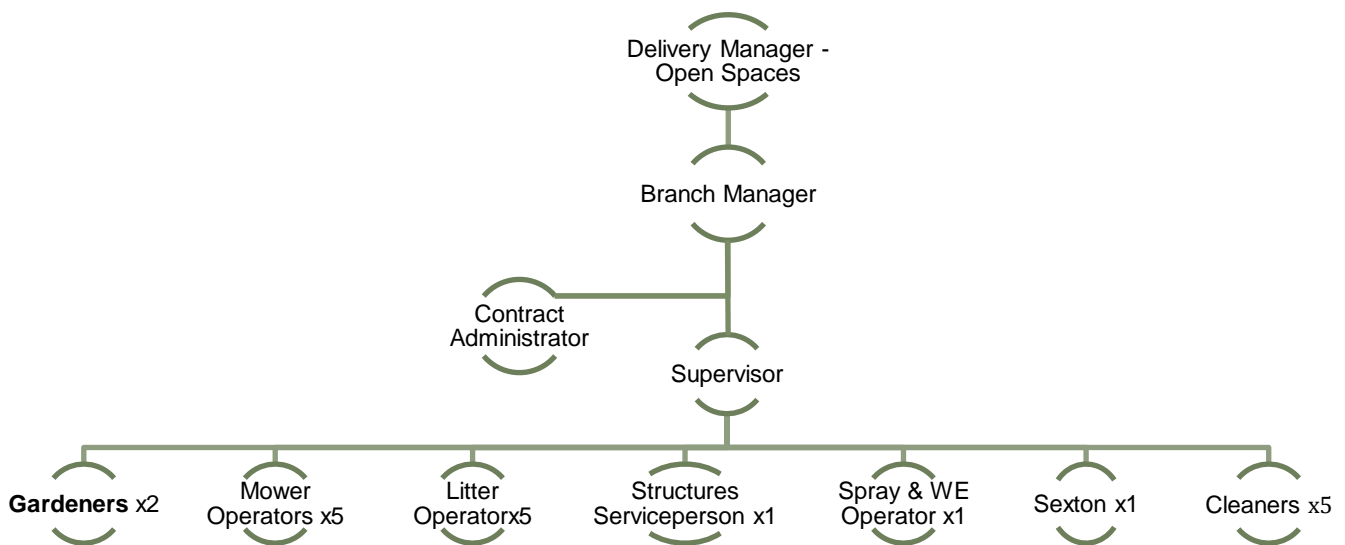 Delivery Manager -
Open Spaces
Branch Manager
Contract
Administrator
Supervisor
Gardeners x2
Mower
Operators x5
Litter
Operatorx5
Structures
Serviceperson x1
Spray & WE
Operator x1
Sexton x1
Cleaners x5